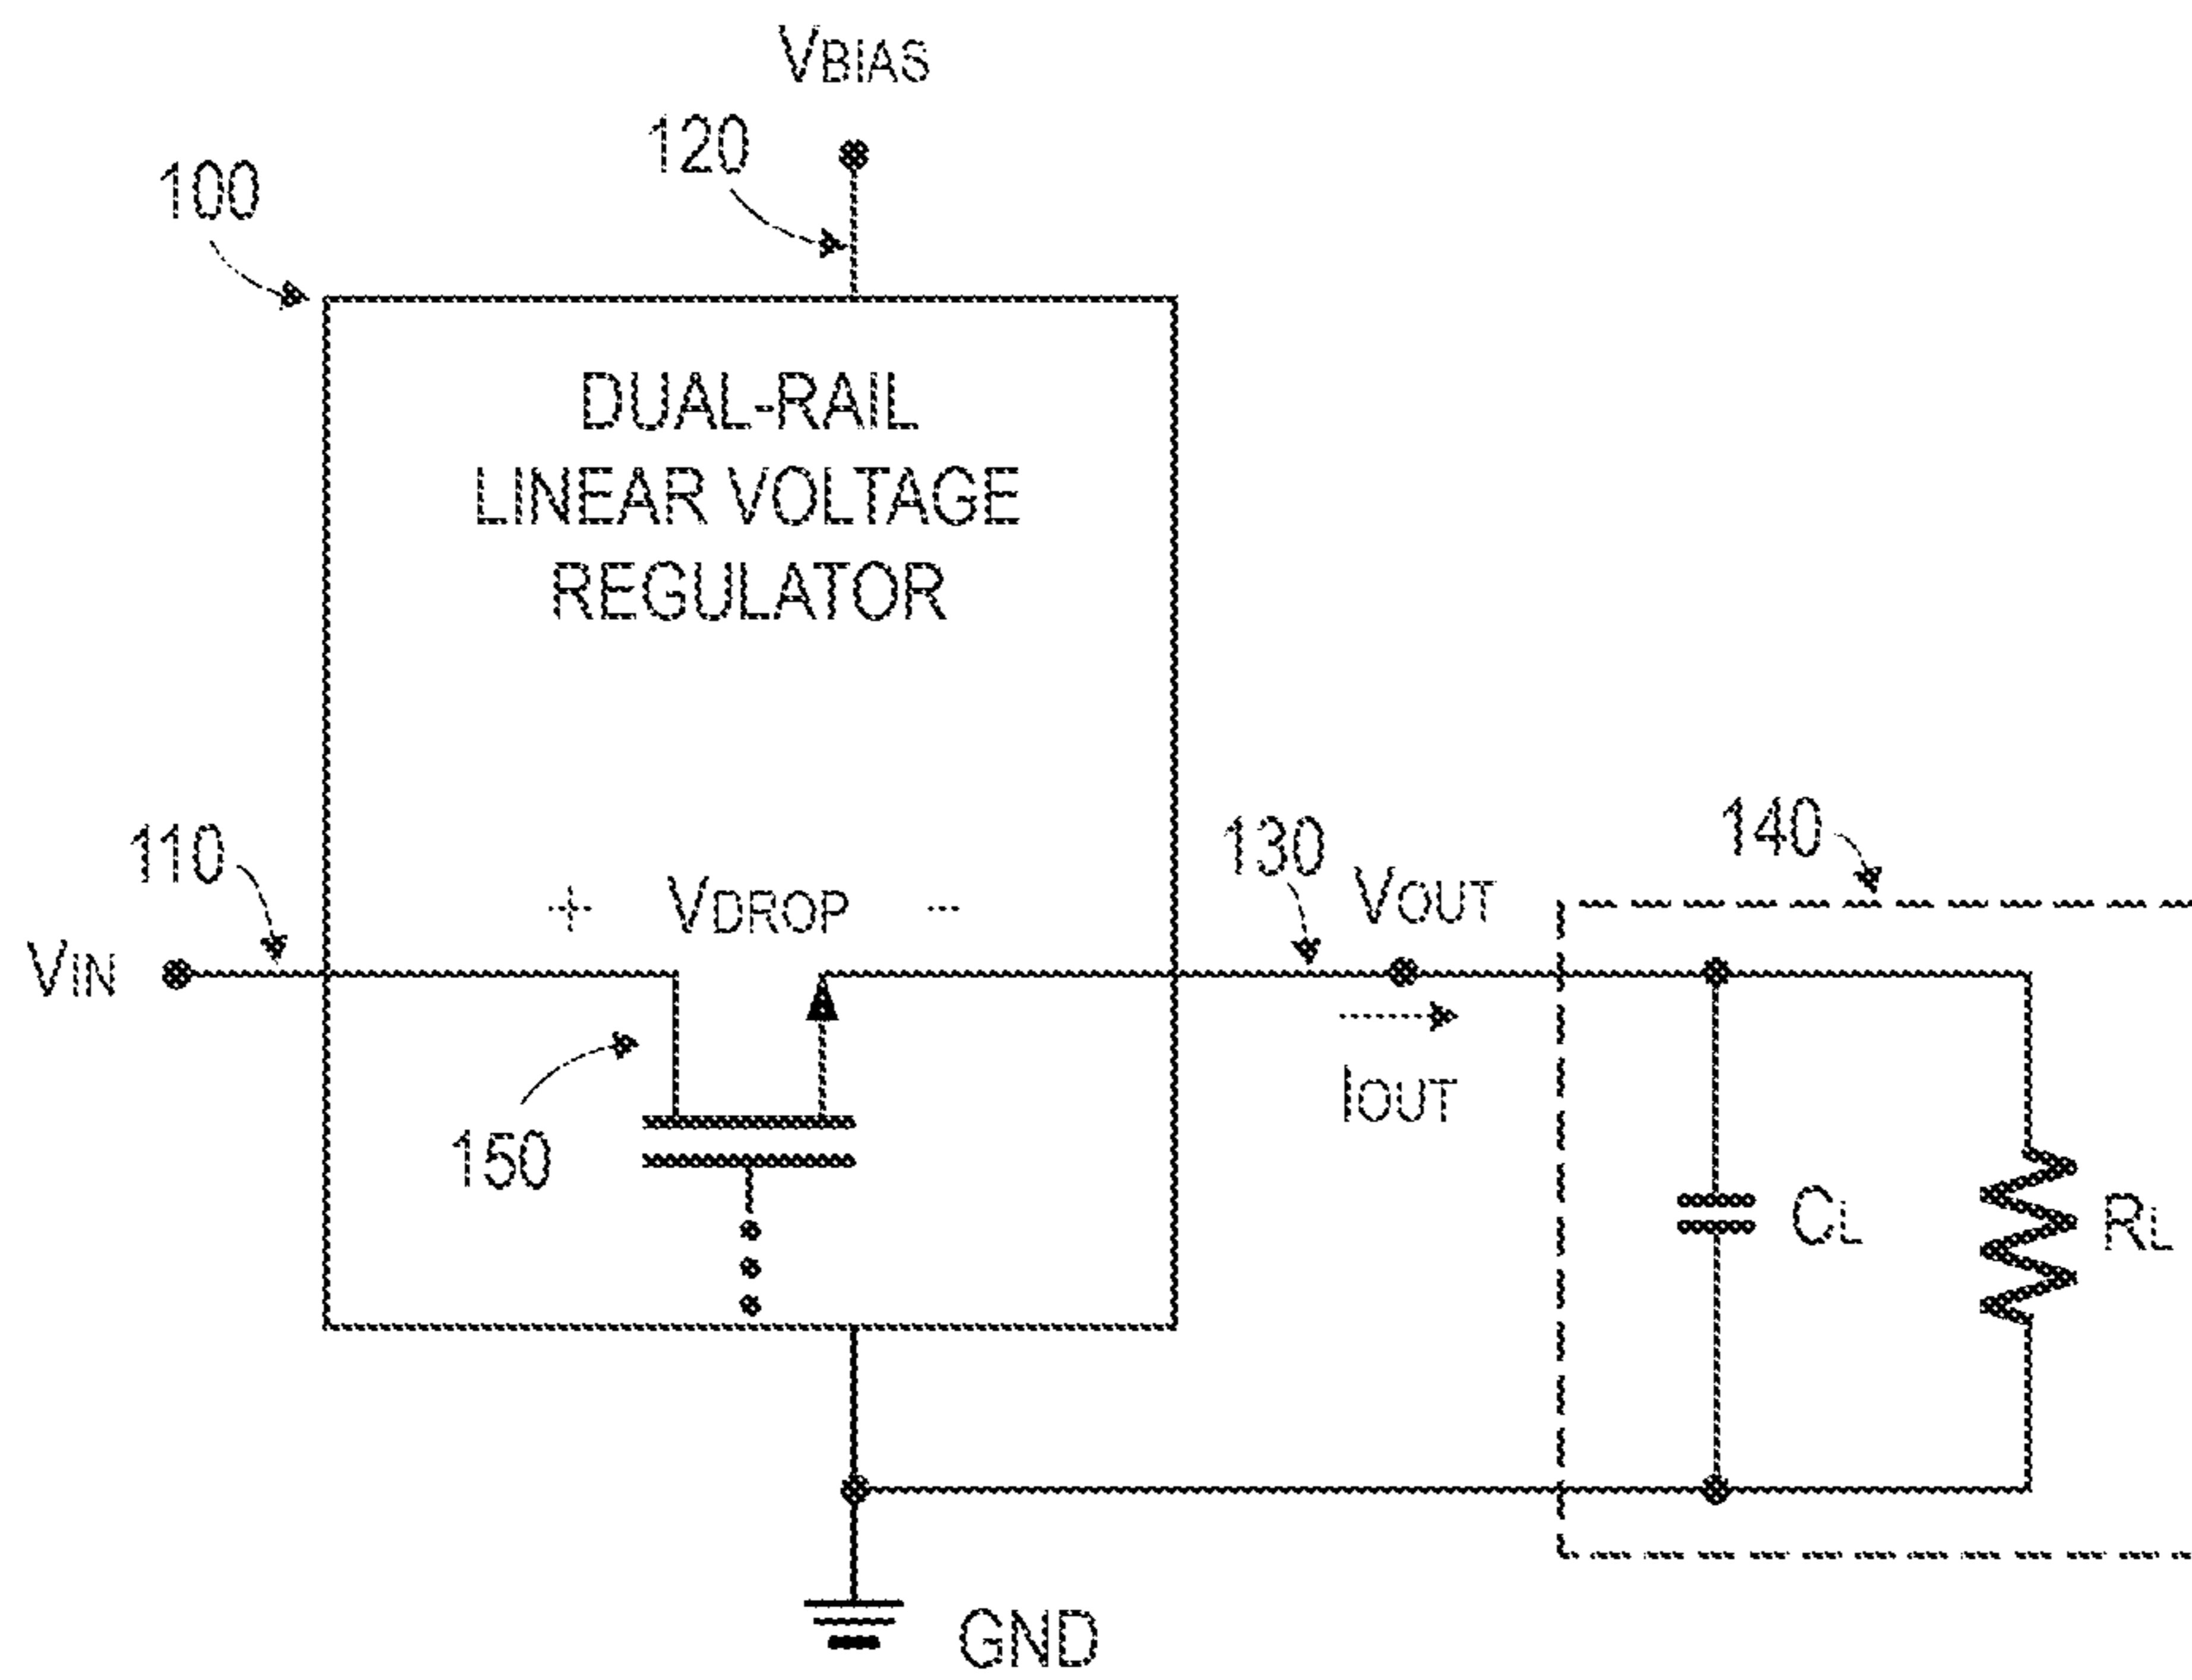 VBIAS
120
100
DUAL-RAIL
LINEAR VOLTAGE
REGULATOR
110
+ VDROP -
130
VOUT
140
VIN
IOUT
150
CL
RL
GND